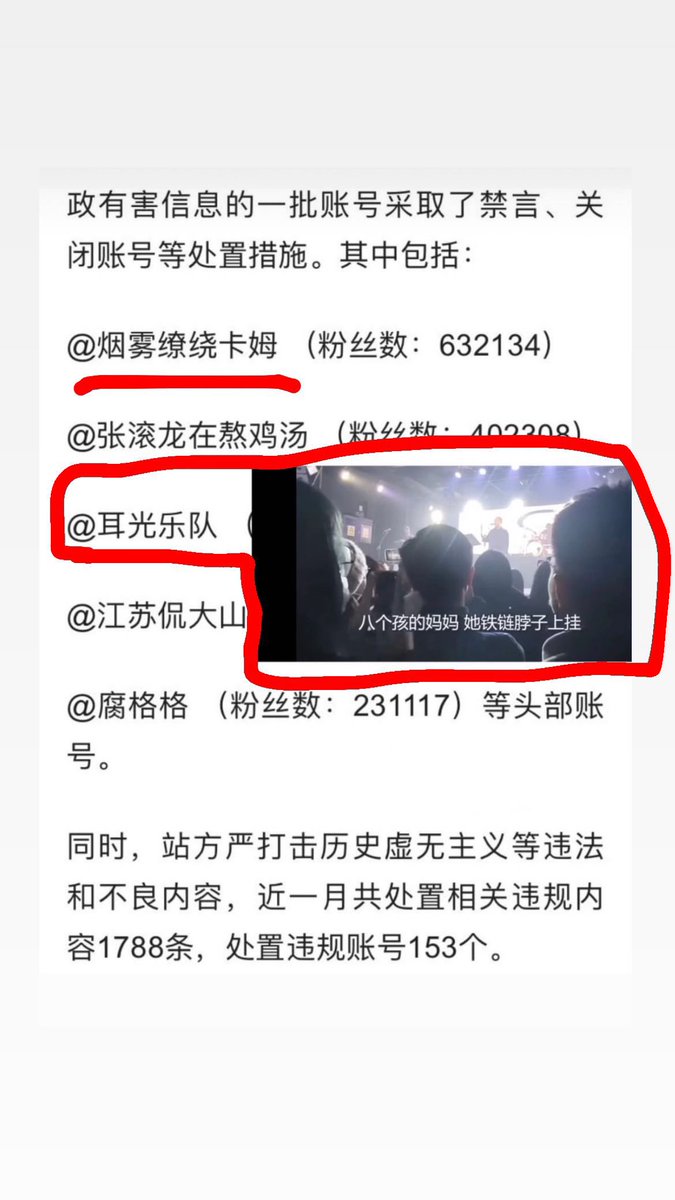 政有害信息的一批账号采取了禁言、关
闭账号等处置措施。其中包括：
@烟雾缭绕卡姆 （粉丝数：632134）
@张滚龙在熬鸡汤 （粉丝数：402308）
@耳光乐队 （
@江苏侃大山
八个孩的妈妈 她铁链脖子上挂
@腐格格 （粉丝数：231117）等头部账
号。
同时，站方严打击历史虚无主义等违法
和不良内容，近一月共处置相关违规内
容1788条，处置违规账号153个。